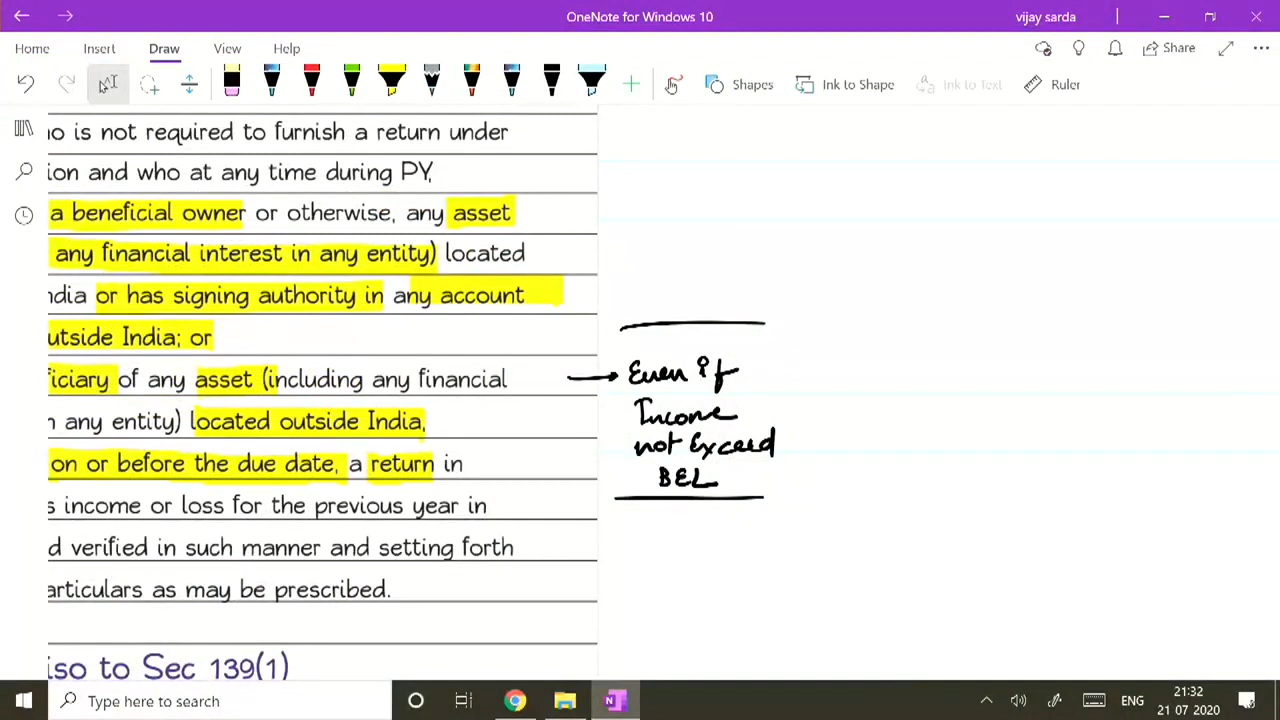 OneNote for Windows 10
vijay sarda
Home
Insert
Draw
View
Help
Share
Shapes
Ink to Shape
Ink to Text
Ruler
o is not required to furnish a return under
ion and who at any time during PY,
a beneficial owner or otherwise, any asset
any financial interest in any entity) located
ndia or has signing authority in any account
utside India; or
ficiary of any asset (including any financial
n any entity) located outside India,
on or before the due date, a return in
s income or loss for the previous year in
d verified in such manner and setting forth
articulars as may be prescribed.
iso to Sec 139(1)
Even if
Income
not Exceed
BEL
Type here to search
ENG
21:32
21 07 2020